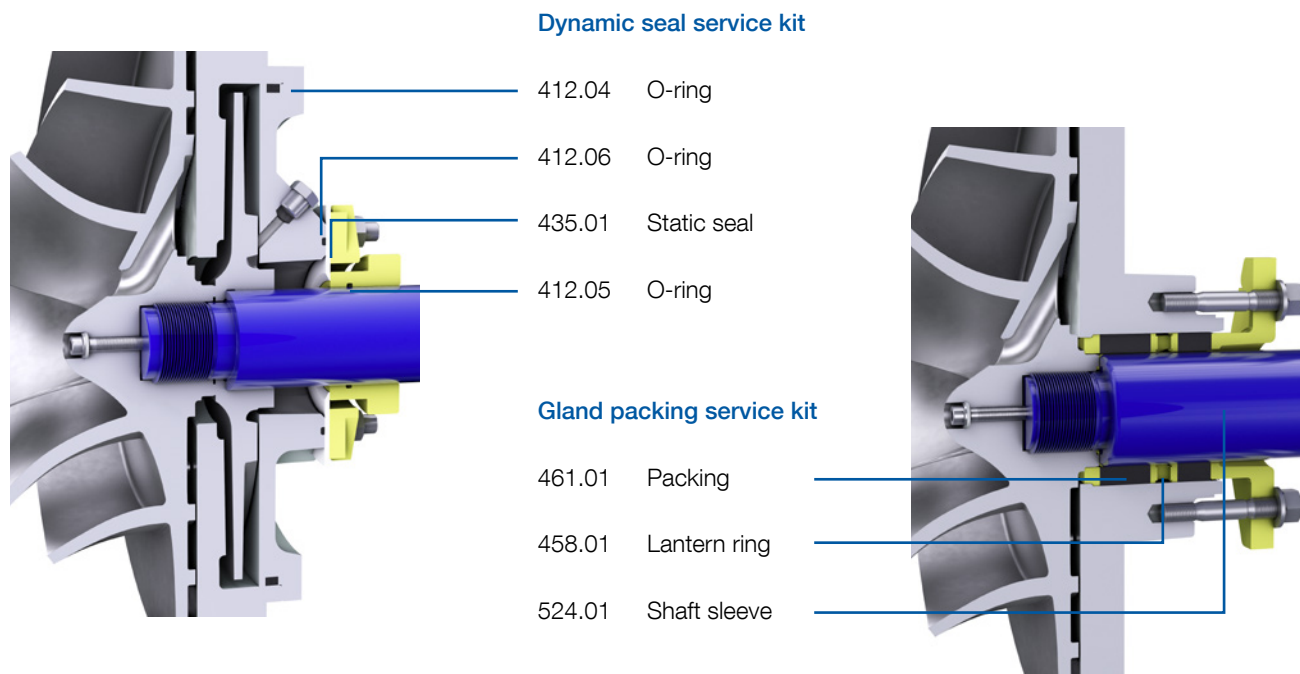 Dynamic seal service kit
412.04 O-ring
412.06 O-ring
435.01 Static seal
412.05 O-ring
Gland packing service kit
461.01 Packing
458.01 Lantern ring
524.01 Shaft sleeve